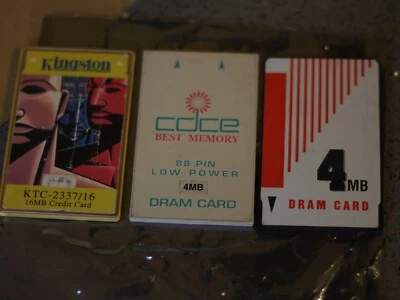 Kingston
KTC-2337/16
16MB Credit Card
cdce
BEST MEMORY
88 PIN
LOW POWER
4MB
DRAM CARD
4MB
DRAM CARD